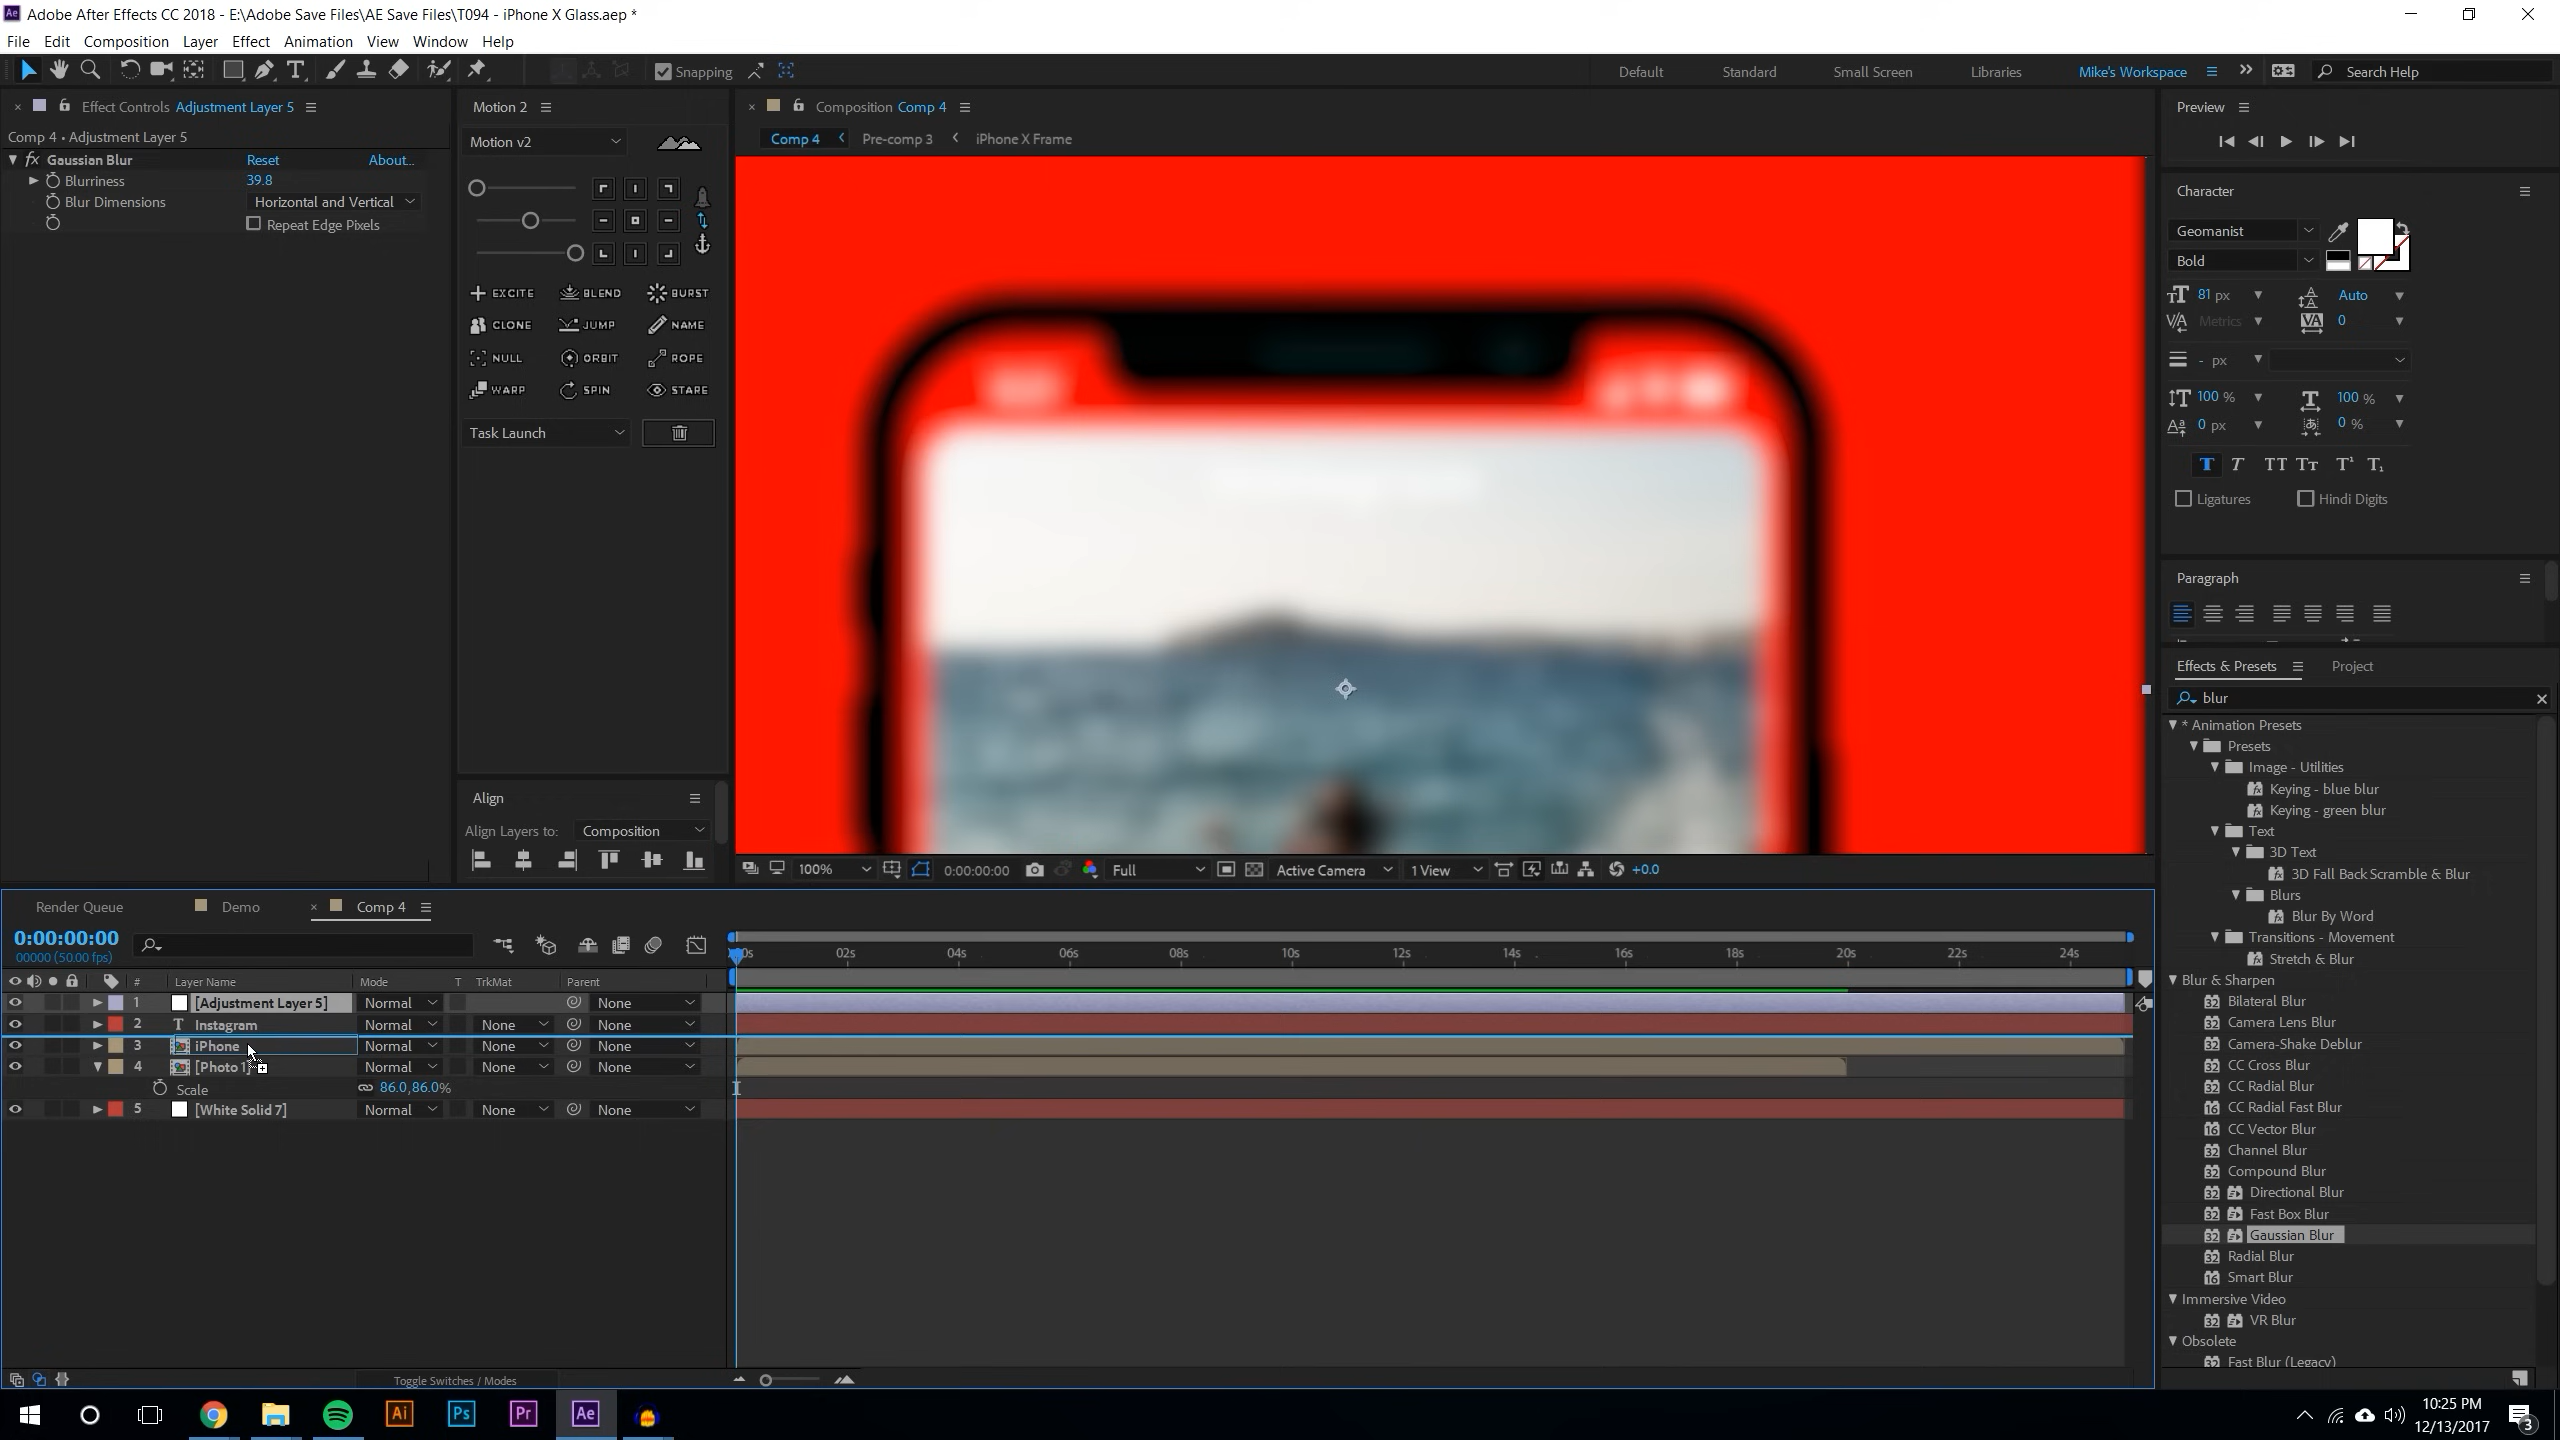 Adobe After Effects CC 2018 - E:\Adobe Save Files\AE Save Files\T094 - iPhone X Glass.aep *
File Edit Composition Layer Effect Animation View Window Help
Snapping
Default Standard Small Screen Libraries Mike's Workspace Search Help
Effect Controls Adjustment Layer 5
Comp 4 • Adjustment Layer 5
fx Gaussian Blur Reset About...
Blurriness 39.8
Blur Dimensions Horizontal and Vertical
Repeat Edge Pixels
Motion 2
Motion v2
EXCITE BLEND BURST
CLONE JUMP NAME
NULL ORBIT ROPE
WARP SPIN STARE
Task Launch
Align
Align Layers to: Composition
Composition Comp 4
Comp 4 Pre-comp 3 iPhone X Frame
100% 0:00:00:00 Full Active Camera 1 View +0.0
Preview
Character
Geomanist
Bold
81 px Auto
Metrics 0
- px
100 % 100 %
0 px 0 %
Ligatures Hindi Digits
Paragraph
Effects & Presets Project
blur
* Animation Presets
Presets
Image - Utilities
Keying - blue blur
Keying - green blur
Text
3D Text
3D Fall Back Scramble & Blur
Blurs
Blur By Word
Transitions - Movement
Stretch & Blur
Blur & Sharpen
Bilateral Blur
Camera Lens Blur
Camera-Shake Deblur
CC Cross Blur
CC Radial Blur
CC Radial Fast Blur
CC Vector Blur
Channel Blur
Compound Blur
Directional Blur
Fast Box Blur
Gaussian Blur
Radial Blur
Smart Blur
Immersive Video
VR Blur
Obsolete
Fast Blur (Legacy)
Render Queue Demo Comp 4
0:00:00:00
00000 (50.00 fps)
02s 04s 06s 08s 10s 12s 14s 16s 18s 20s 22s 24s
# Layer Name Mode T TrkMat Parent
1 [Adjustment Layer 5] Normal None
2 T Instagram Normal None None
3 iPhone Normal None None
4 [Photo 1] Normal None None
Scale 86.0,86.0%
5 [White Solid 7] Normal None None
Toggle Switches / Modes
Ai Ps Pr Ae
10:25 PM
12/13/2017
3